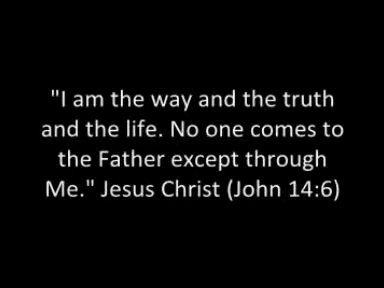 "I am the way and the truth
and the life. No one comes to
the Father except through
Me." Jesus Christ (John 14:6)